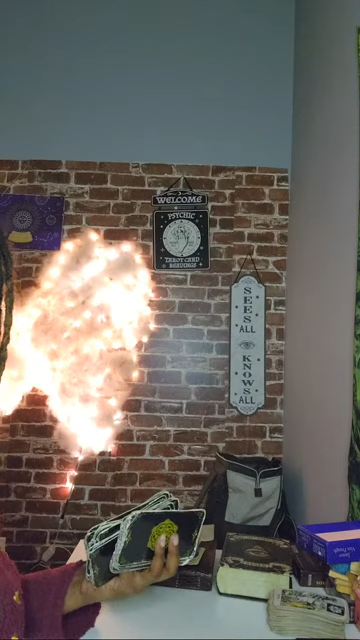 WELCOME
PSYCHIC
TAROT CARD
READINGS
SEES
ALL
KNOWS
ALL